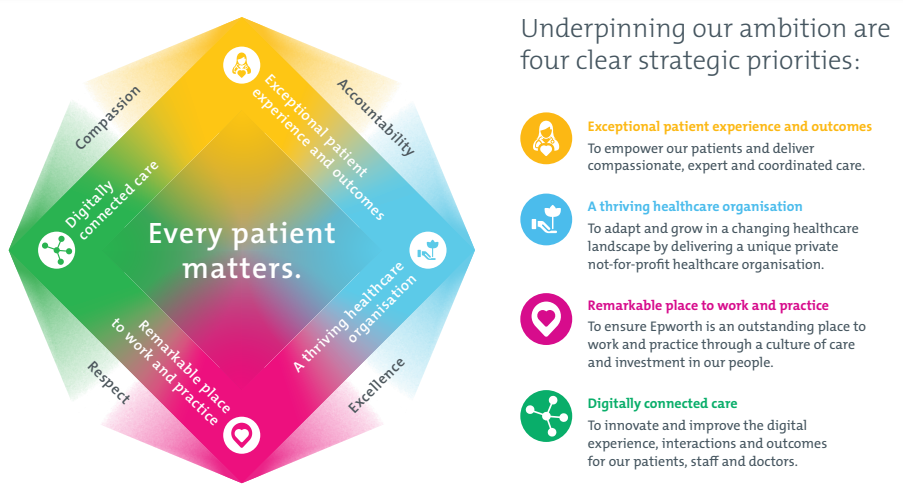 Compassion
Accountability
Exceptional patient
experience and outcomes
Digitally
connected care
Every patient
matters.
A thriving healthcare
organisation
Remarkable place
to work and practice
Respect
Excellence
Underpinning our ambition are
four clear strategic priorities:
Exceptional patient experience and outcomes
To empower our patients and deliver
compassionate, expert and coordinated care.
A thriving healthcare organisation
To adapt and grow in a changing healthcare
landscape by delivering a unique private
not-for-profit healthcare organisation.
Remarkable place to work and practice
To ensure Epworth is an outstanding place to
work and practice through a culture of care
and investment in our people.
Digitally connected care
To innovate and improve the digital
experience, interactions and outcomes
for our patients, staff and doctors.